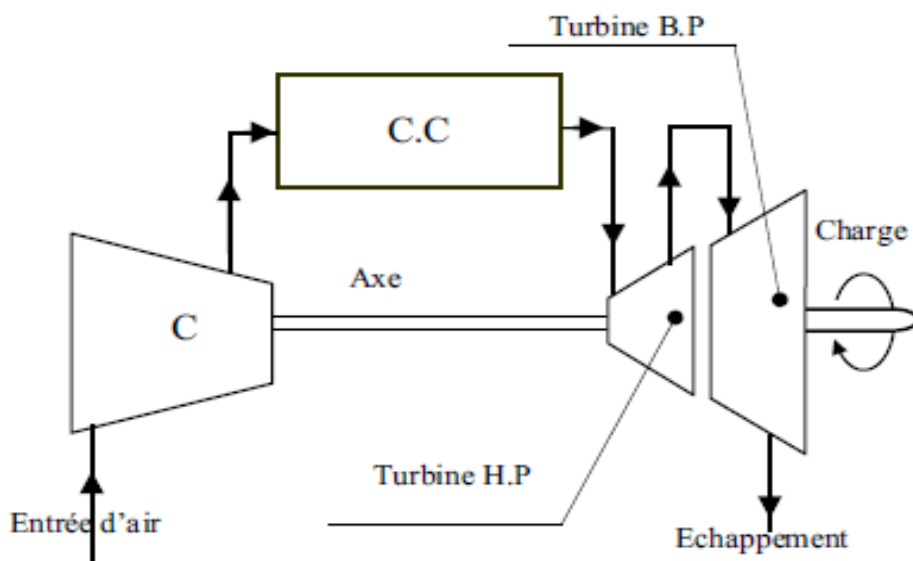 Turbine B.P
C.C
Charge
Axe
C
Turbine H.P
Entrée d'air
Echappement